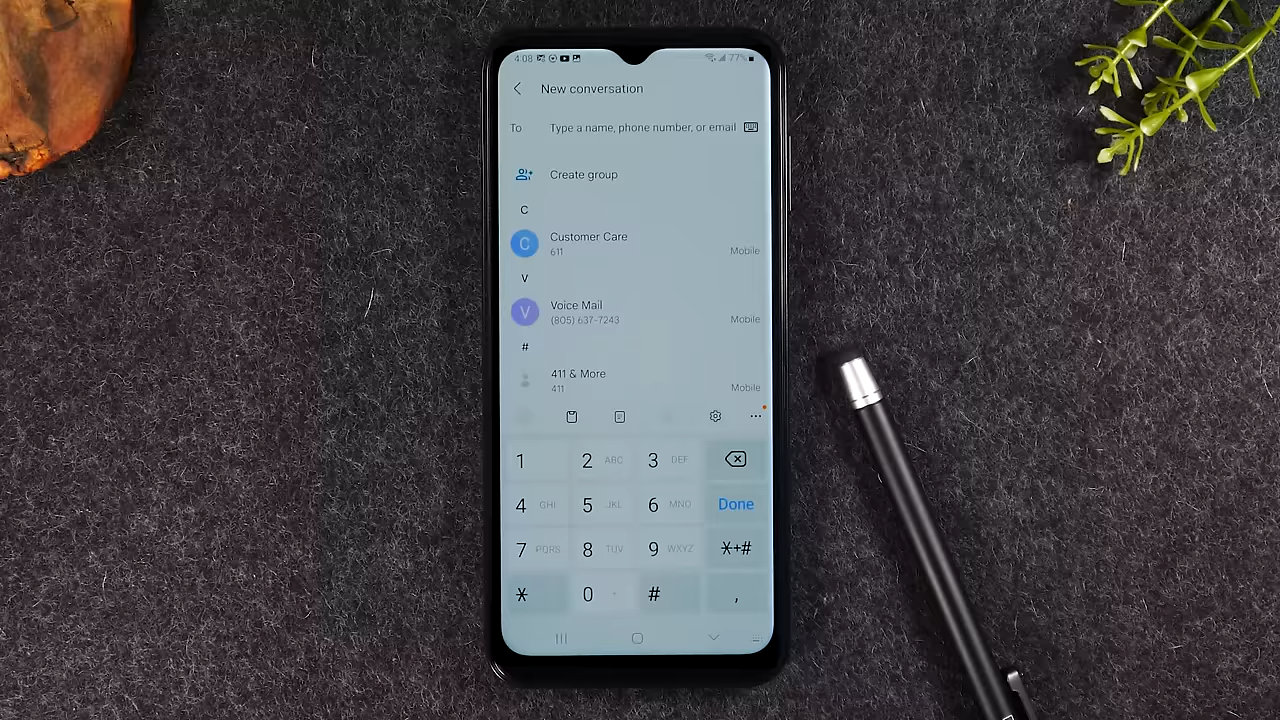 4:08 77%
New conversation
To Type a name, phone number, or email
Create group
C
C Customer Care
611 Mobile
V
V Voice Mail
(805) 637-7243 Mobile
#
411 & More
411 Mobile
1 2 ABC 3 DEF
4 GHI 5 JKL 6 MNO Done
7 PQRS 8 TUV 9 WXYZ *+#
* 0 # ,